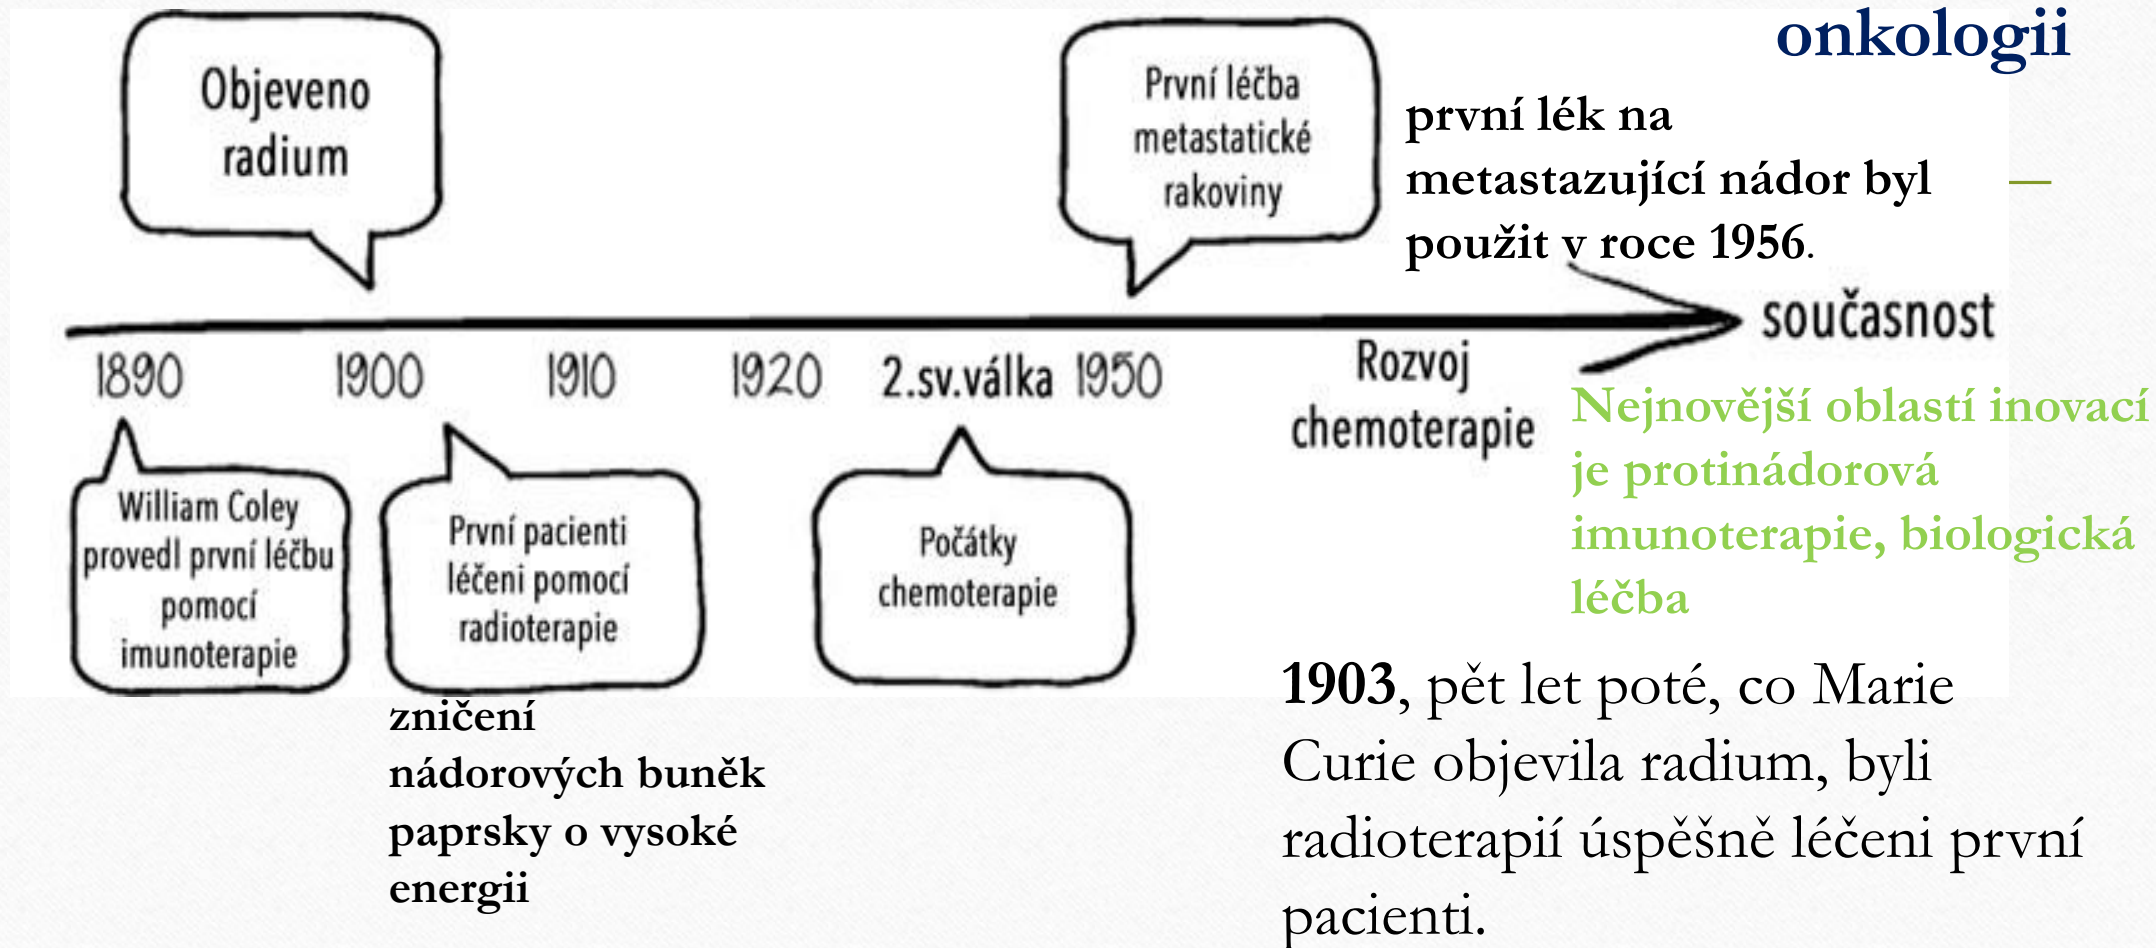 onkologii
Objeveno
radium
První léčba
metastatické
rakoviny
první lék na
metastazující nádor byl
použit v roce 1956.
současnost
1890 1900 1910 1920 2.sv.válka 1950
Rozvoj
chemoterapie
Nejnovější oblastí inovací
je protinádorová
imunoterapie, biologická
léčba
William Coley
provedl první léčbu
pomocí
imunoterapie
První pacienti
léčeni pomocí
radioterapie
Počátky
chemoterapie
zničení
nádorových buněk
paprsky o vysoké
energii
1903, pět let poté, co Marie
Curie objevila radium, byli
radioterapií úspěšně léčeni první
pacienti.